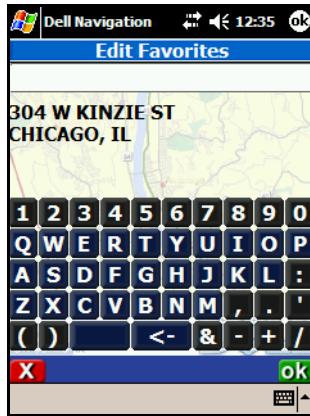 Dell Navigation 12:35 ok
Edit Favorites
304 W KINZIE ST
CHICAGO, IL
1 2 3 4 5 6 7 8 9 0
Q W E R T Y U I O P
A S D F G H J K L :
Z X C V B N M , . '
( ) <- & - + /
X ok